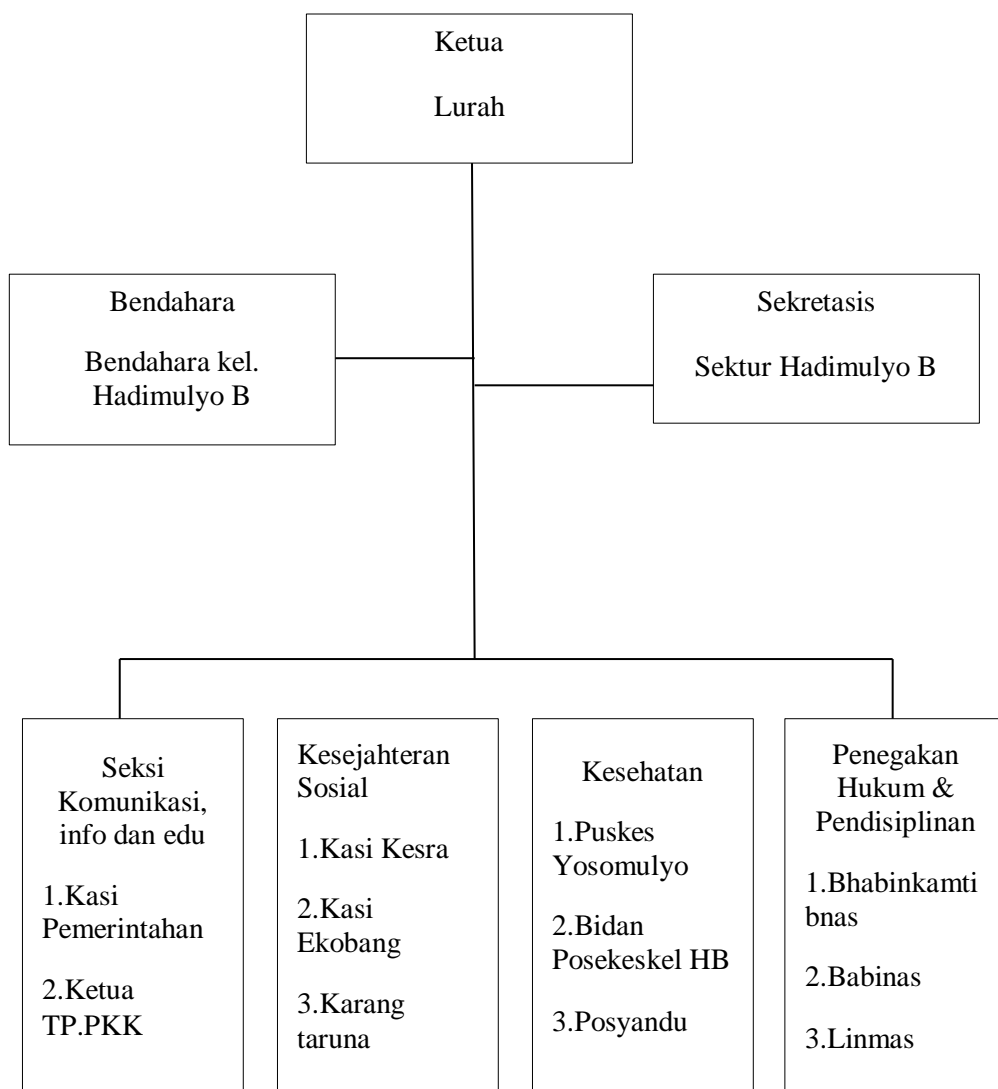 Ketua
Lurah
Bendahara
Bendahara kel.
Hadimulyo B
Sekretasis
Sektur Hadimulyo B
Seksi
Komunikasi,
info dan edu
1.Kasi
Pemerintahan
2.Ketua
TP.PKK
Kesejahteran
Sosial
1.Kasi Kesra
2.Kasi
Ekobang
3.Karang
taruna
Kesehatan
1.Puskes
Yosomulyo
2.Bidan
Posekeskel HB
3.Posyandu
Penegakan
Hukum &
Pendisiplinan
1.Bhabinkamti
bnas
2.Babinas
3.Linmas